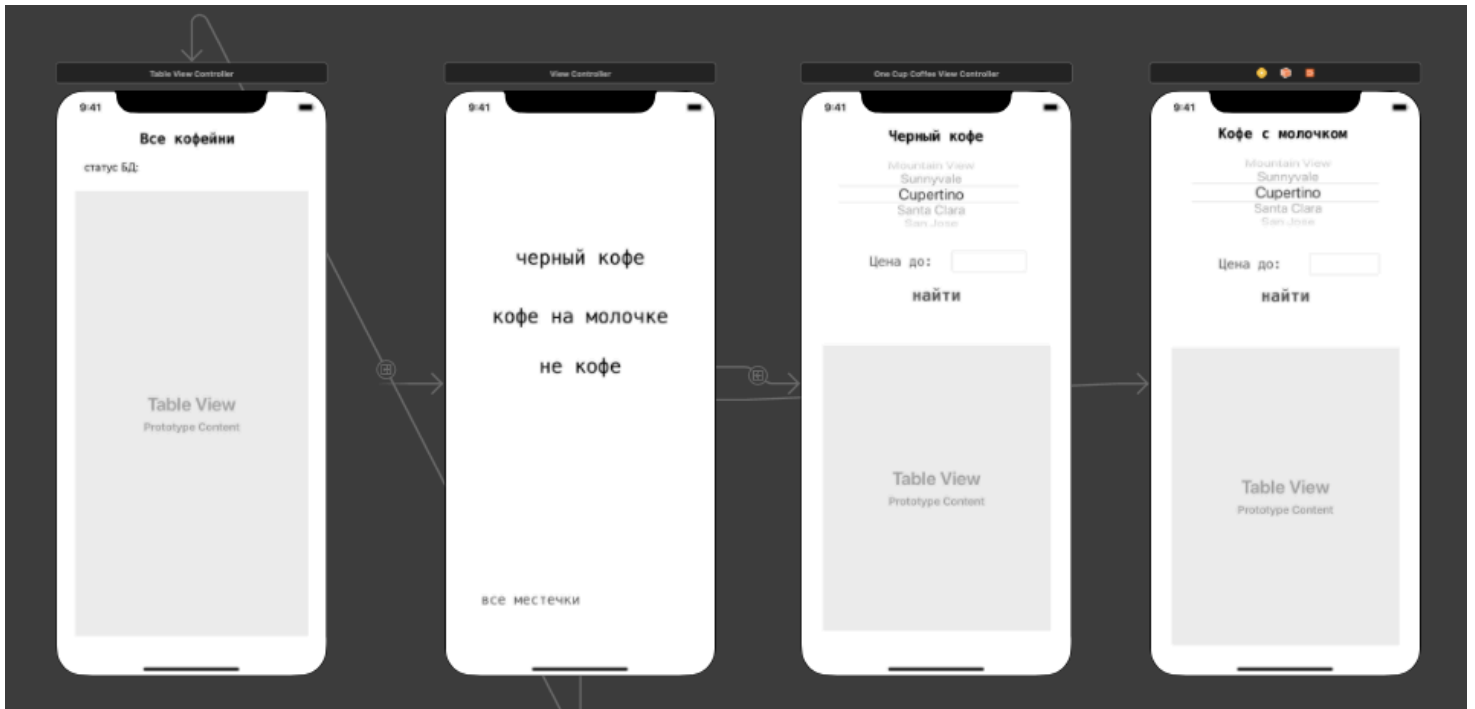 Table View Controller
9:41
Все кофейни
статус БД:
Table View
Prototype Content
View Controller
9:41
черный кофе
кофе на молочке
не кофе
все местечки
One Cup Coffee View Controller
9:41
Черный кофе
Mountain View
Sunnyvale
Cupertino
Santa Clara
San Jose
Цена до:
найти
Table View
Prototype Content
9:41
Кофе с молочком
Mountain View
Sunnyvale
Cupertino
Santa Clara
San Jose
Цена до:
найти
Table View
Prototype Content